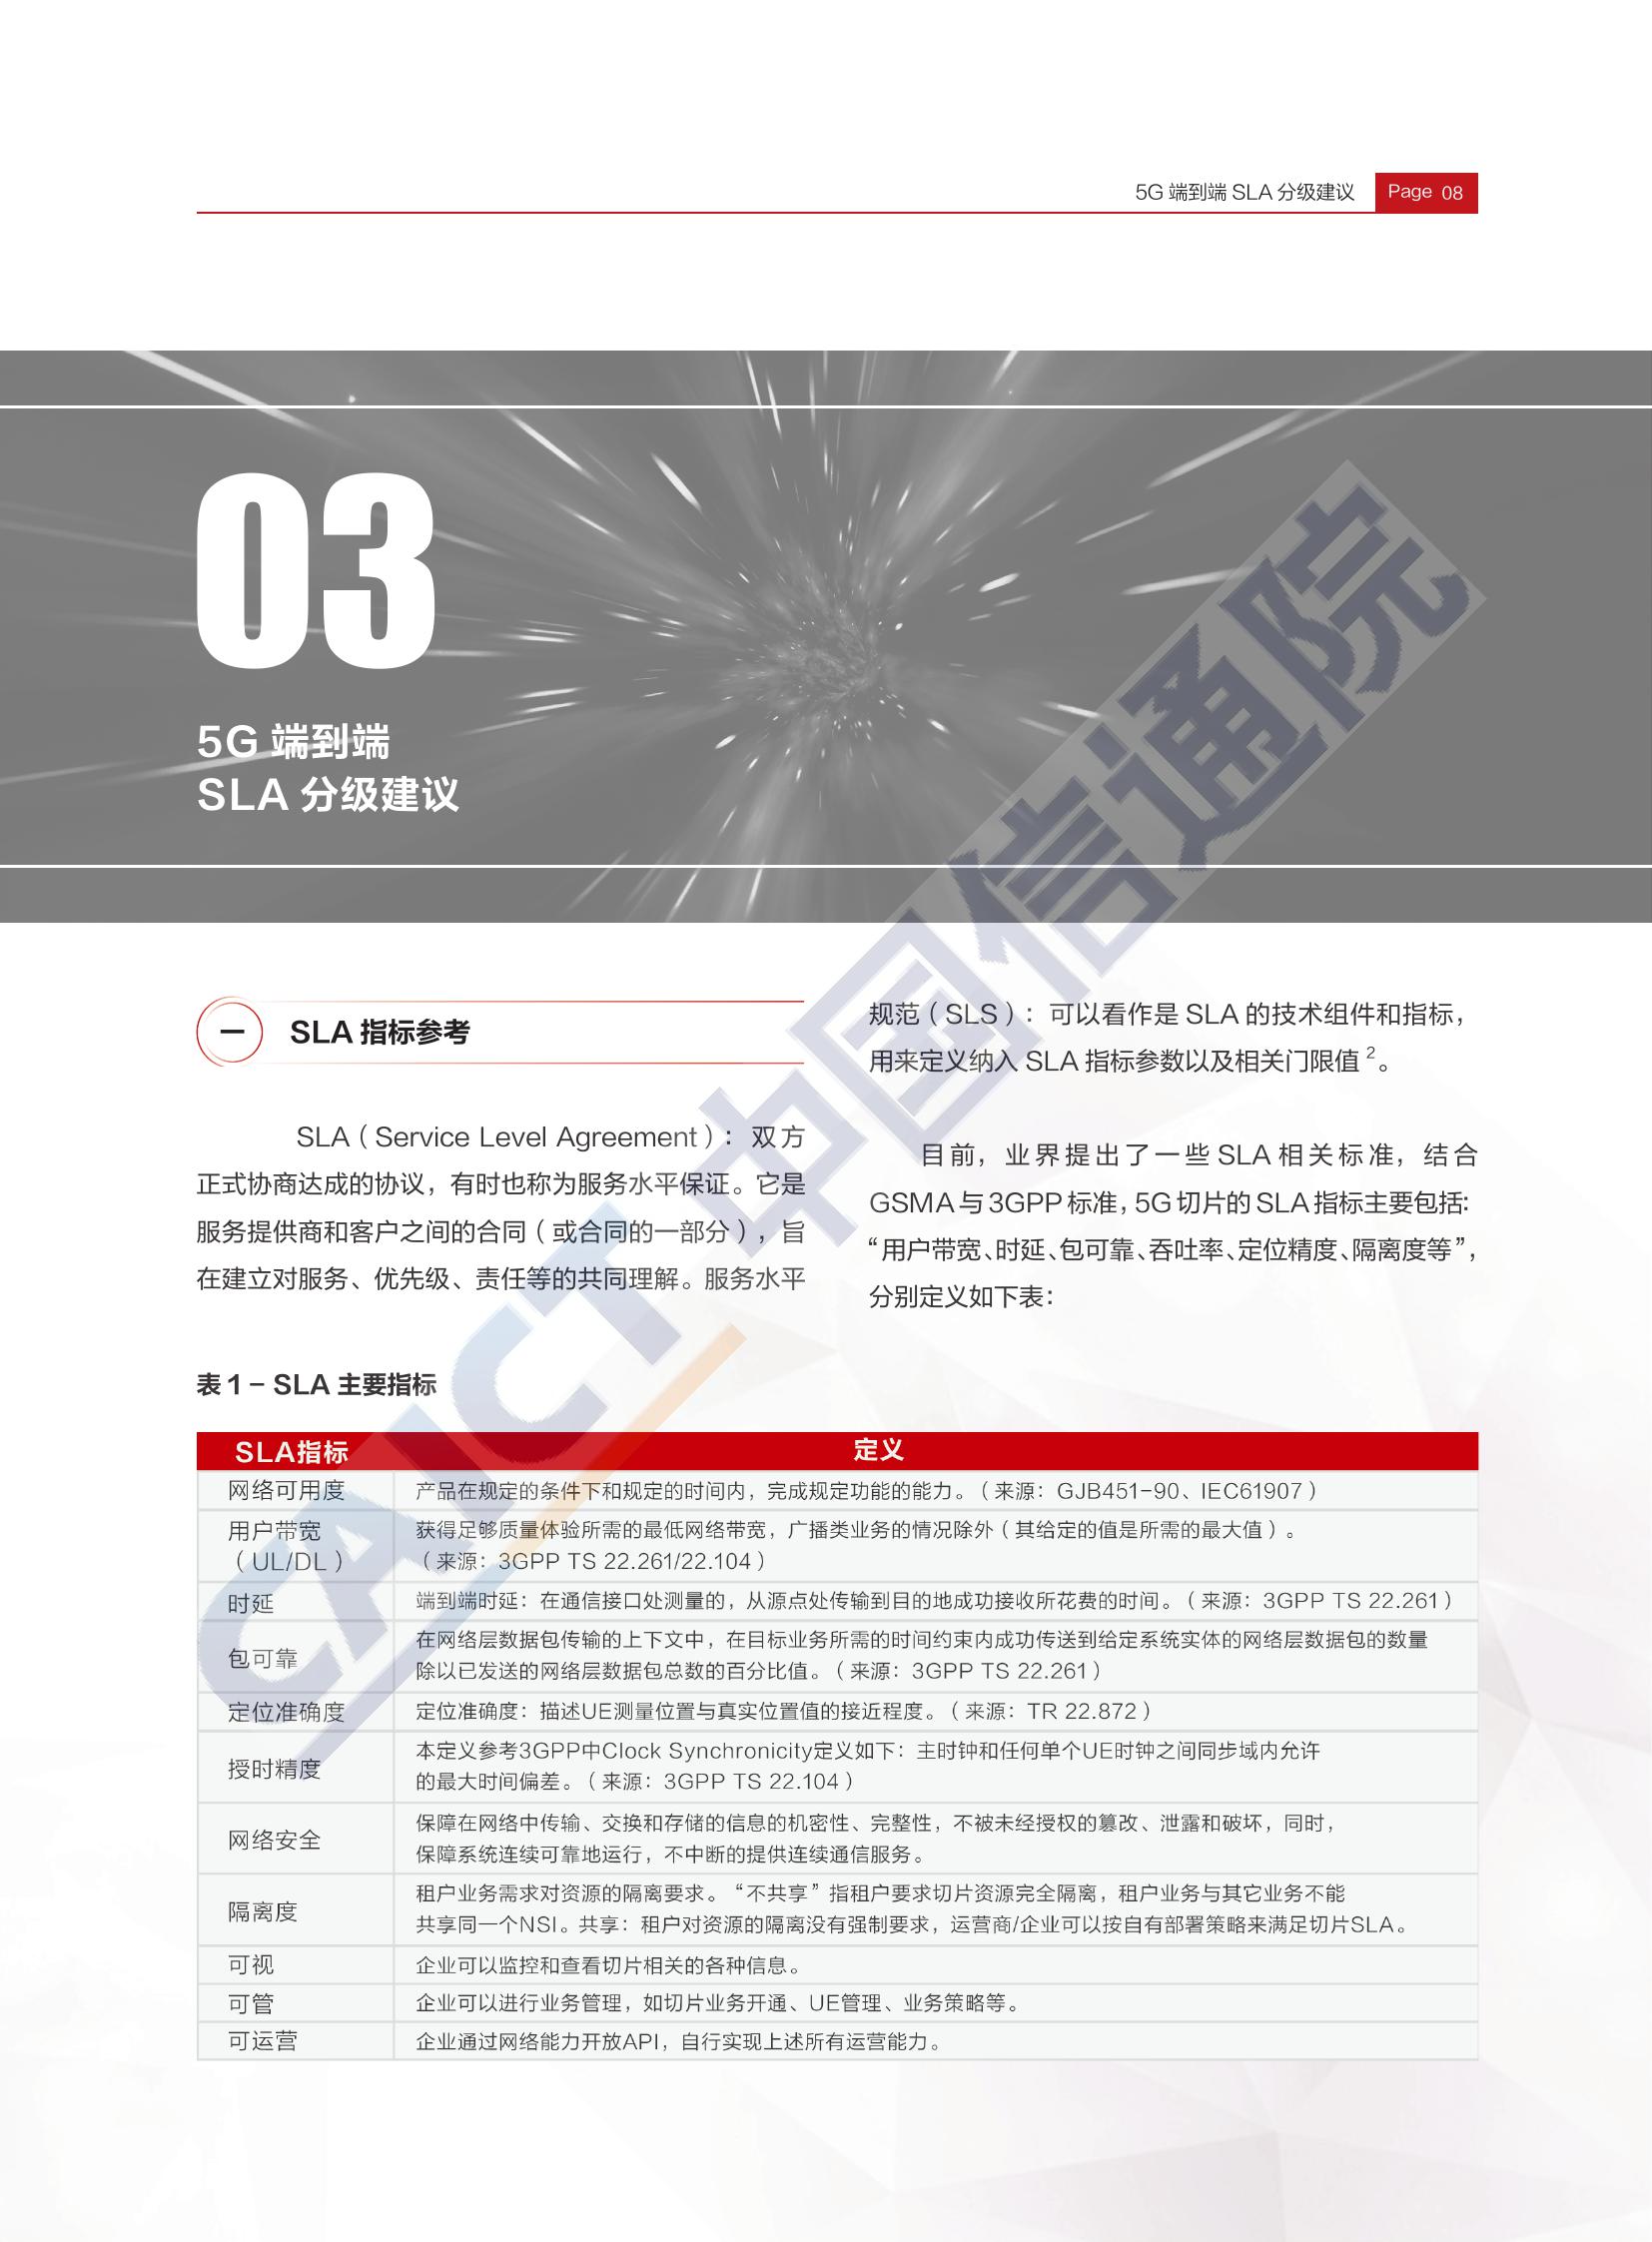 5G 端到端 SLA 分级建议 Page 08
03
5G 端到端
SLA 分级建议
一 SLA 指标参考
SLA（Service Level Agreement）：双方
正式协商达成的协议，有时也称为服务水平保证。它是
服务提供商和客户之间的合同（或合同的一部分），旨
在建立对服务、优先级、责任等的共同理解。服务水平
规范（SLS）：可以看作是 SLA 的技术组件和指标，
用来定义纳入 SLA 指标参数以及相关门限值 2。
目前，业界提出了一些 SLA 相关标准，结合
GSMA 与 3GPP 标准，5G 切片的 SLA 指标主要包括：
“用户带宽、时延、包可靠、吞吐率、定位精度、隔离度等”，
分别定义如下表：
表 1 - SLA 主要指标
SLA指标 定义
网络可用度 产品在规定的条件下和规定的时间内，完成规定功能的能力。（来源：GJB451-90、IEC61907）
用户带宽
（UL/DL）
获得足够质量体验所需的最低网络带宽，广播类业务的情况除外（其给定的值是所需的最大值）。
（来源：3GPP TS 22.261/22.104）
时延 端到端时延：在通信接口处测量的，从源点处传输到目的地成功接收所花费的时间。（来源：3GPP TS 22.261）
包可靠
在网络层数据包传输的上下文中，在目标业务所需的时间约束内成功传送到给定系统实体的网络层数据包的数量
除以已发送的网络层数据包总数的百分比值。（来源：3GPP TS 22.261）
定位准确度 定位准确度：描述UE测量位置与真实位置值的接近程度。（来源：TR 22.872）
授时精度
本定义参考3GPP中Clock Synchronicity定义如下：主时钟和任何单个UE时钟之间同步域内允许
的最大时间偏差。（来源：3GPP TS 22.104）
网络安全
保障在网络中传输、交换和存储的信息的机密性、完整性，不被未经授权的篡改、泄露和破坏，同时，
保障系统连续可靠地运行，不中断的提供连续通信服务。
隔离度
租户业务需求对资源的隔离要求。“不共享”指租户要求切片资源完全隔离，租户业务与其它业务不能
共享同一个NSI。共享：租户对资源的隔离没有强制要求，运营商/企业可以按自有部署策略来满足切片SLA。
可视 企业可以监控和查看切片相关的各种信息。
可管 企业可以进行业务管理，如切片业务开通、UE管理、业务策略等。
可运营 企业通过网络能力开放API，自行实现上述所有运营能力。
CAICT 中国信通院